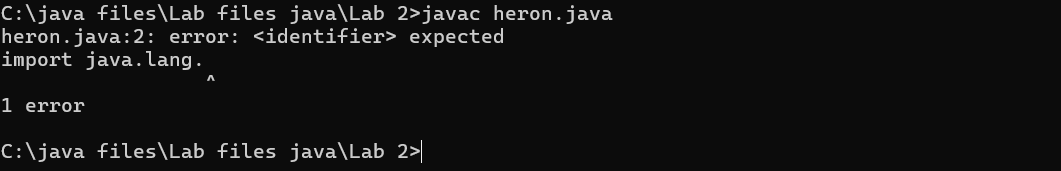 C:\java files\Lab files java\Lab 2>javac heron.java
heron.java:2: error: <identifier> expected
import java.lang.
^
1 error
C:\java files\Lab files java\Lab 2>